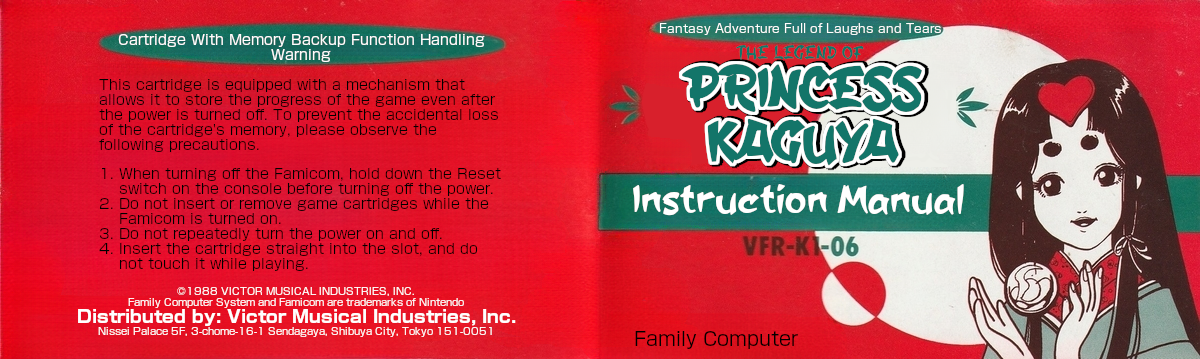 Cartridge With Memory Backup Function Handling
Warning
This cartridge is equipped with a mechanism that
allows it to store the progress of the game even after
the power is turned off. To prevent the accidental loss
of the cartridge's memory, please observe the
following precautions.
1. When turning off the Famicom, hold down the Reset
switch on the console before turning off the power.
2. Do not insert or remove game cartridges while the
Famicom is turned on.
3. Do not repeatedly turn the power on and off.
4. Insert the cartridge straight into the slot, and do
not touch it while playing.
©1988 VICTOR MUSICAL INDUSTRIES, INC.
Family Computer System and Famicom are trademarks of Nintendo
Distributed by: Victor Musical Industries, Inc.
Nissei Palace 5F, 3-chome-16-1 Sendagaya, Shibuya City, Tokyo 151-0051
Fantasy Adventure Full of Laughs and Tears
THE LEGEND OF
PRINCESS
KAGUYA
Instruction Manual
VFR-K1-06
Family Computer